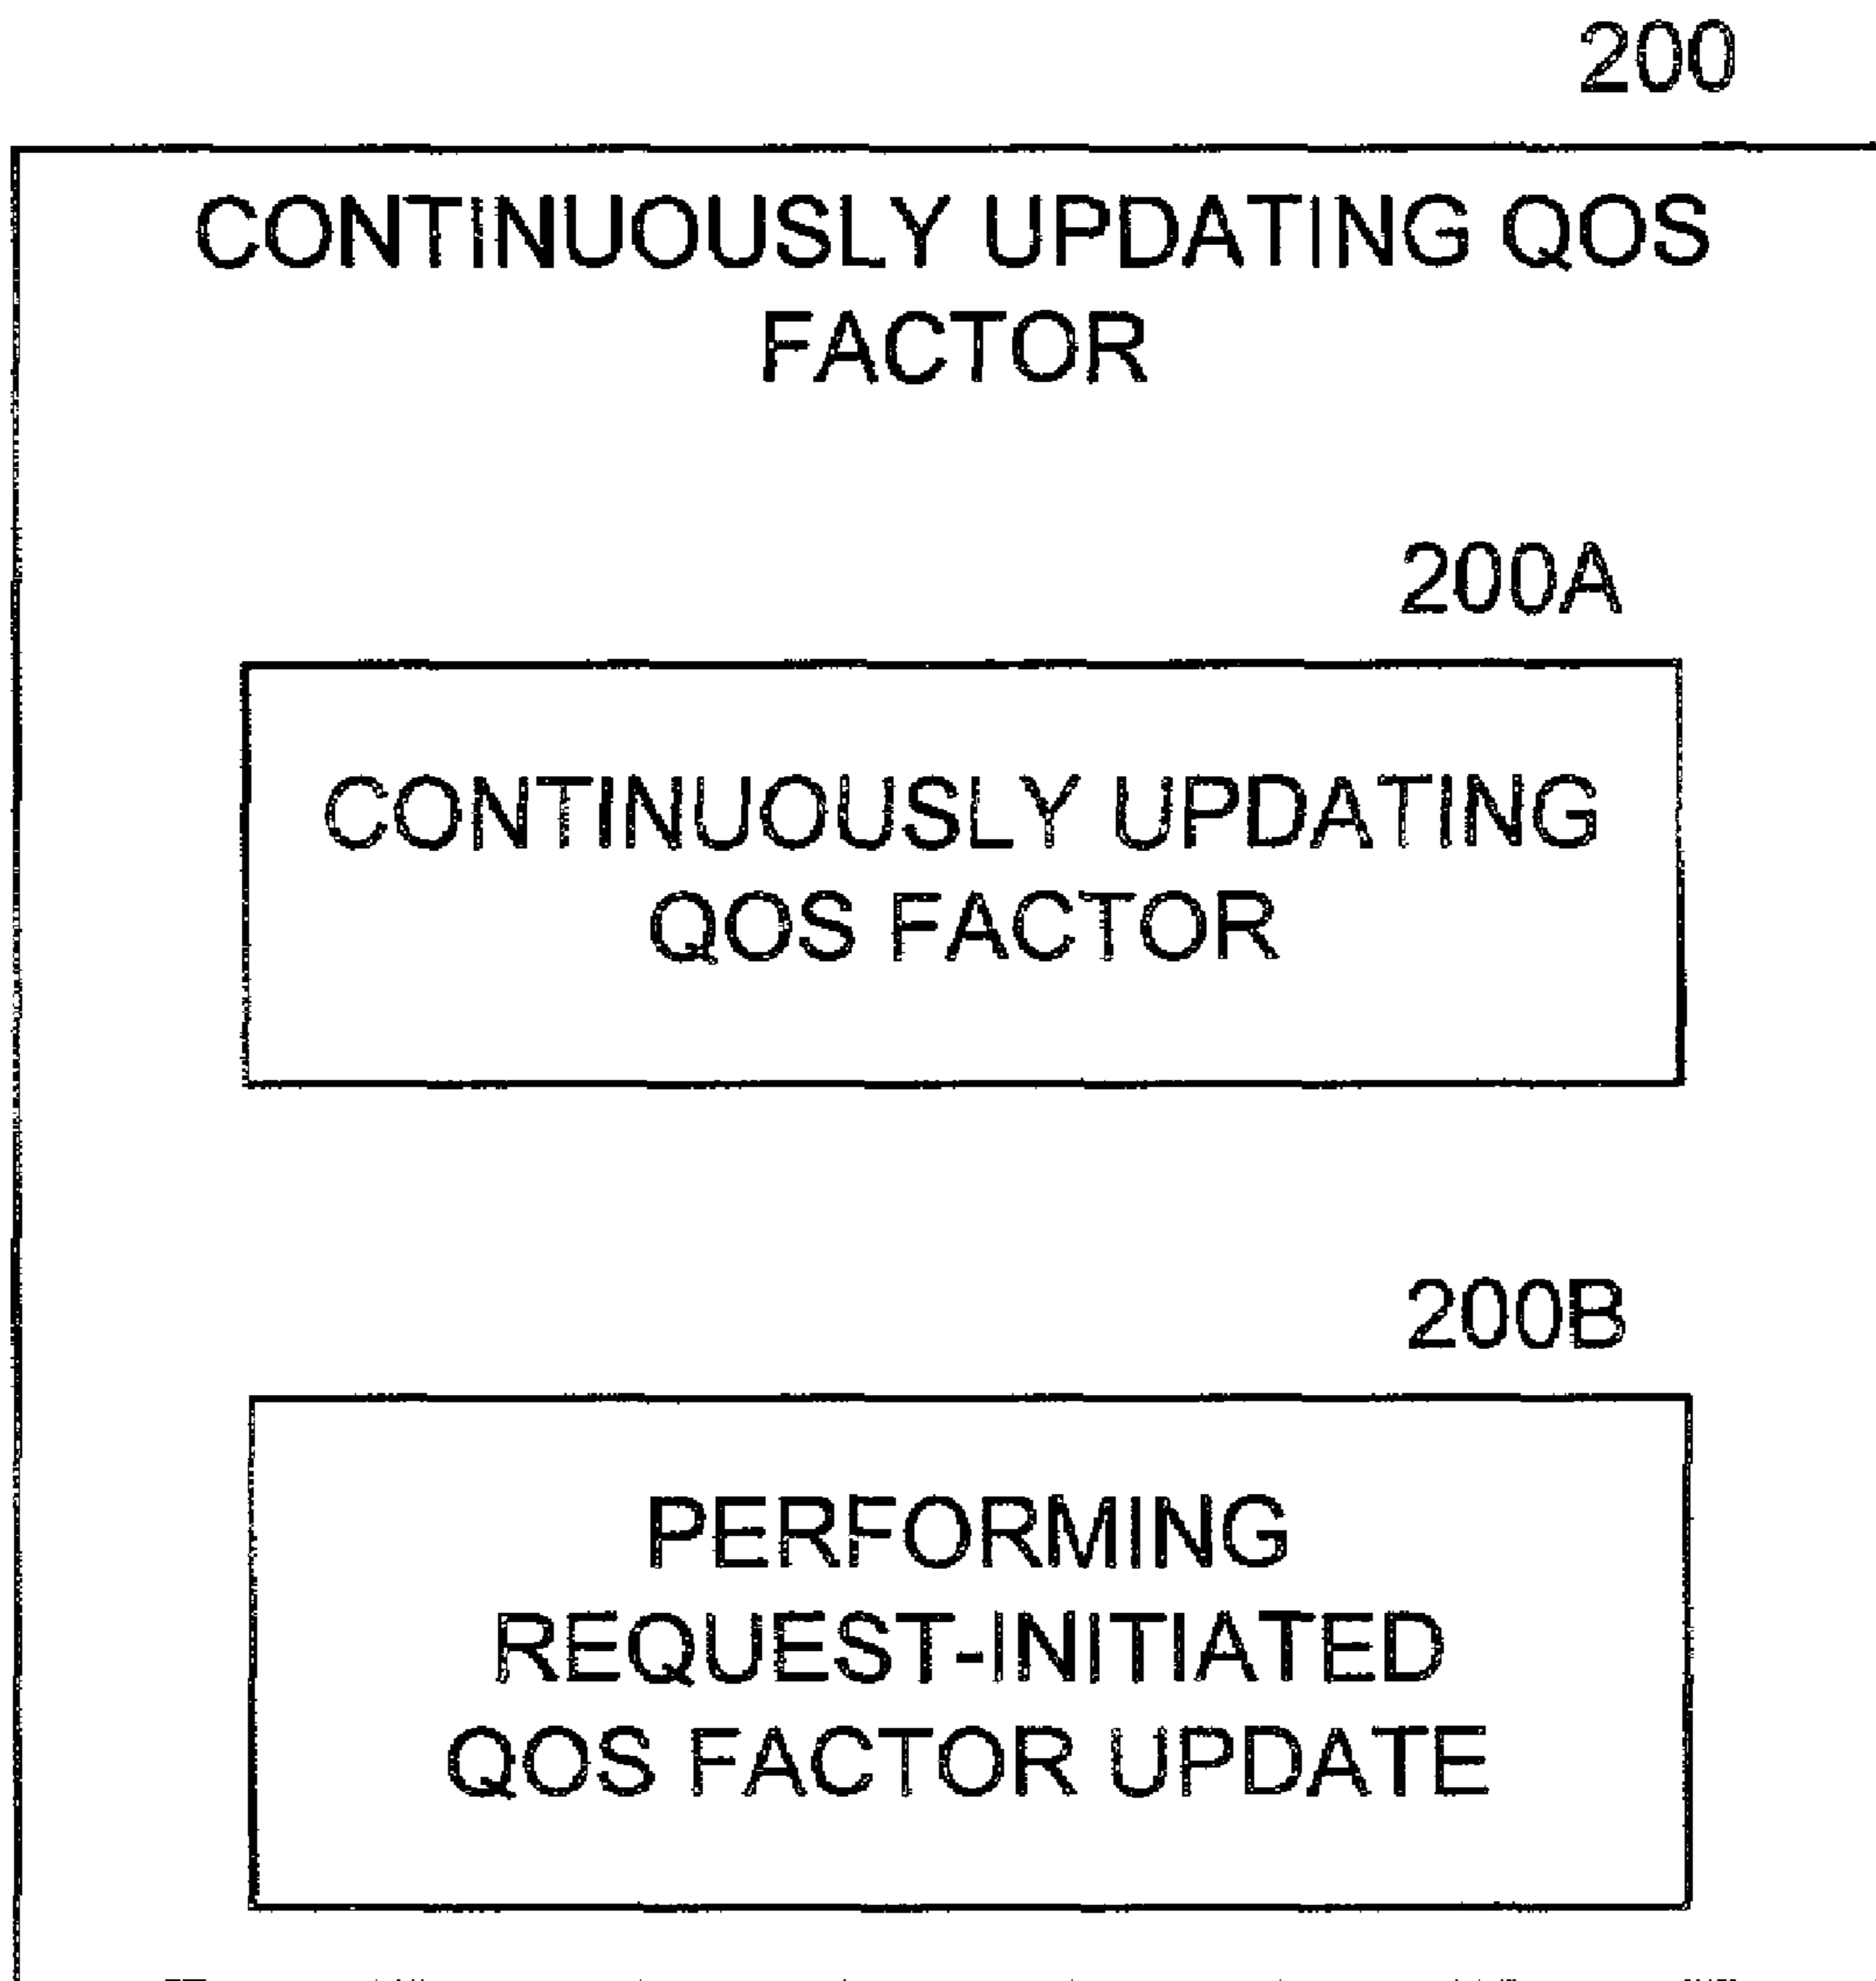 200
CONTINUOUSLY UPDATING QOS
FACTOR
200A
CONTINUOUSLY UPDATING
QOS FACTOR
200B
PERFORMING
REQUEST-INITIATED
QOS FACTOR UPDATE